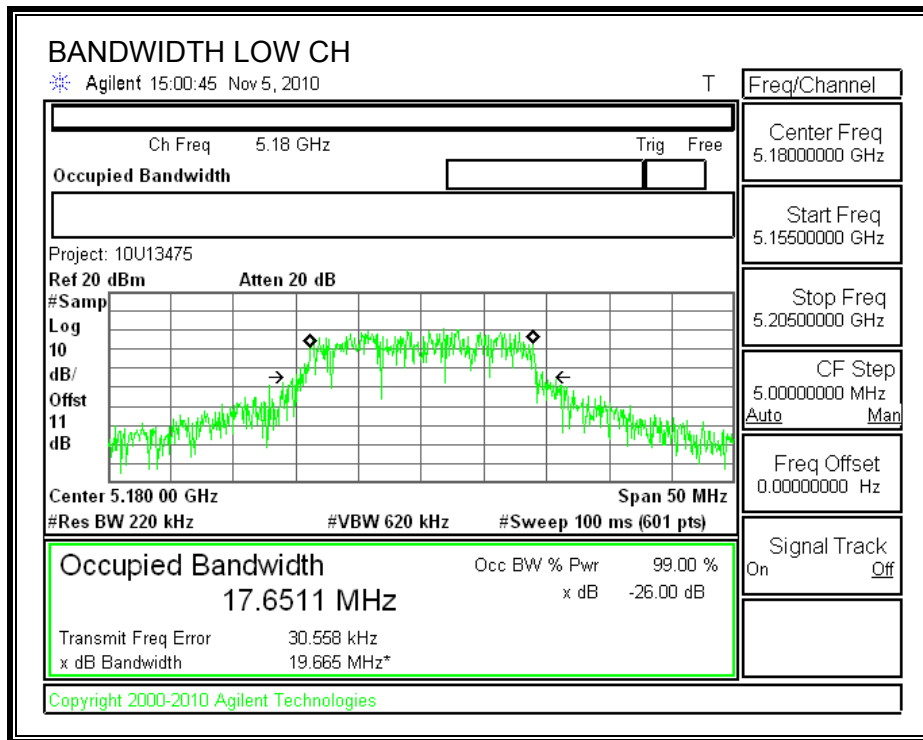 BANDWIDTH LOW CH
Agilent 15:00:45 Nov 5, 2010 T
Freq/Channel
Ch Freq 5.18 GHz Trig Free
Occupied Bandwidth
Center Freq
5.18000000 GHz
Start Freq
5.15500000 GHz
Stop Freq
5.20500000 GHz
CF Step
5.00000000 MHz
Auto Man
Freq Offset
0.00000000 Hz
Signal Track
On Off
Project: 10U13475
Ref 20 dBm Atten 20 dB
#Samp
Log
10
dB/
Offst
11
dB
Center 5.180 00 GHz Span 50 MHz
#Res BW 220 kHz #VBW 620 kHz #Sweep 100 ms (601 pts)
Occupied Bandwidth
17.6511 MHz
Occ BW % Pwr 99.00 %
x dB -26.00 dB
Transmit Freq Error 30.558 kHz
x dB Bandwidth 19.665 MHz*
Copyright 2000-2010 Agilent Technologies